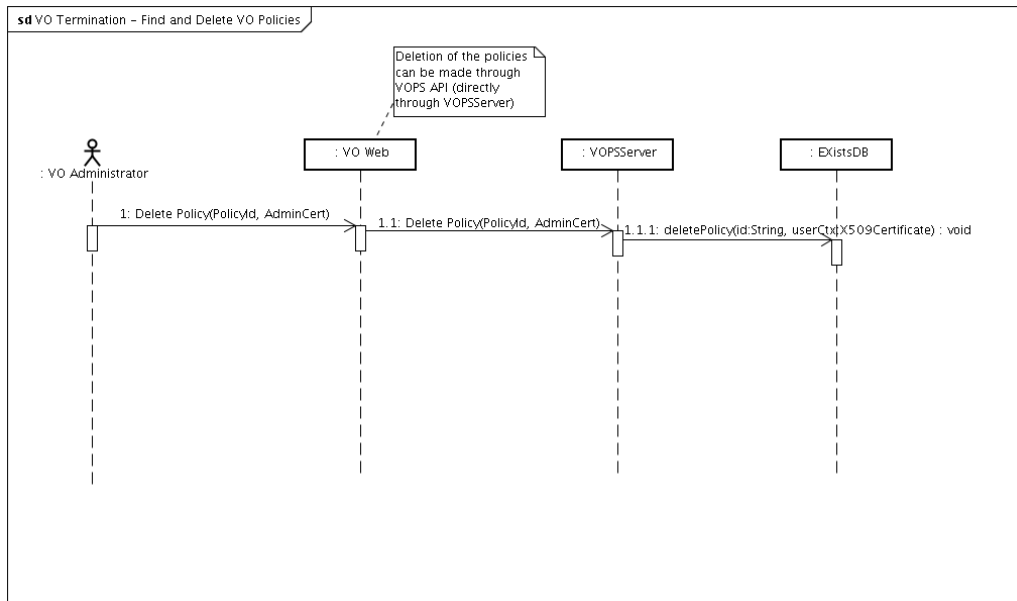 sd VO Termination - Find and Delete VO Policies
Deletion of the policies
can be made through
VOPS API (directly
through VOPSServer)
: VO Administrator
: VO Web
: VOPSServer
: EXistsDB
1: Delete Policy(PolicyId, AdminCert)
1.1: Delete Policy(PolicyId, AdminCert)
1.1.1: deletePolicy(id:String, userCtx:X509Certificate) : void